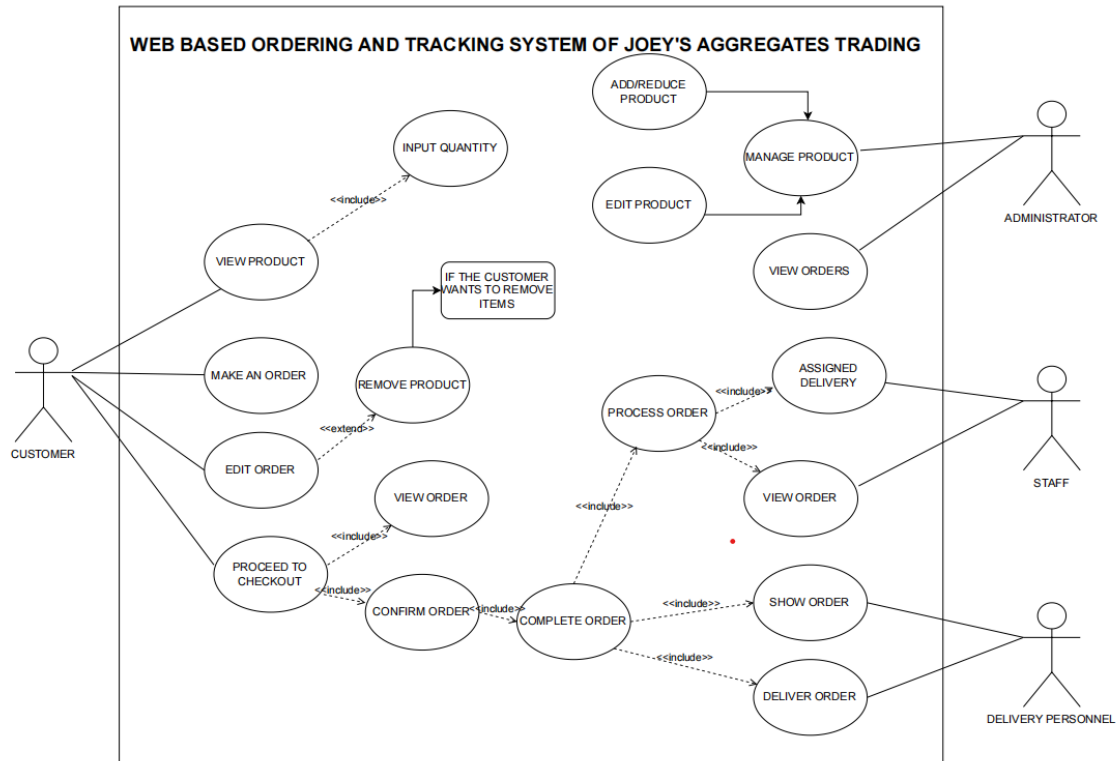 WEB BASED ORDERING AND TRACKING SYSTEM OF JOEY'S AGGREGATES TRADING
ADD/REDUCE
PRODUCT
INPUT QUANTITY
MANAGE PRODUCT
<<include>>
EDIT PRODUCT
ADMINISTRATOR
VIEW PRODUCT
VIEW ORDERS
IF THE CUSTOMER
WANTS TO REMOVE
ITEMS
MAKE AN ORDER
REMOVE PRODUCT
ASSIGNED
DELIVERY
<<include>>
PROCESS ORDER
<<extend>>
CUSTOMER
EDIT ORDER
<<include>>
VIEW ORDER
VIEW ORDER
STAFF
<<include>>
<<include>>
PROCEED TO
CHECKOUT
<<include>>
CONFIRM ORDER
<<include>>
COMPLETE ORDER
<<include>>
SHOW ORDER
<<include>>
DELIVER ORDER
DELIVERY PERSONNEL